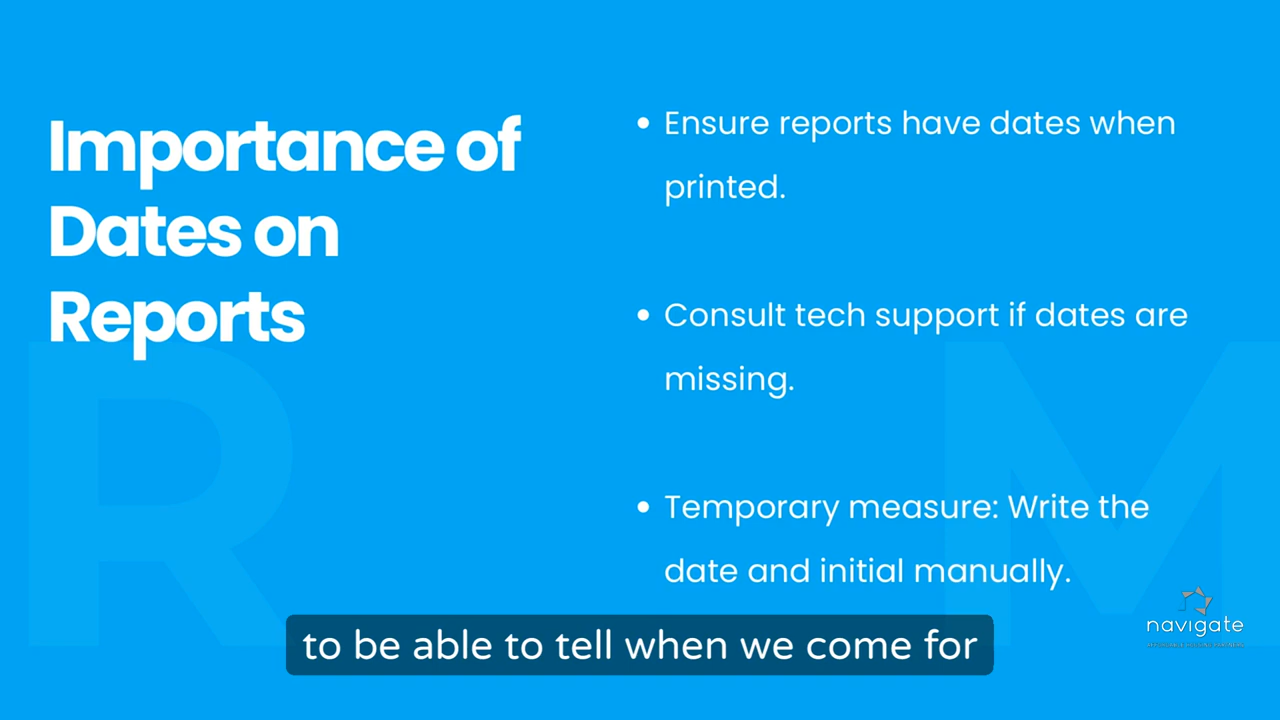 Importance of
Dates on
Reports
• Ensure reports have dates when
printed.
• Consult tech support if dates are
missing.
• Temporary measure: Write the
date and initial manually.
R
M
navigate
to be able to tell when we come for